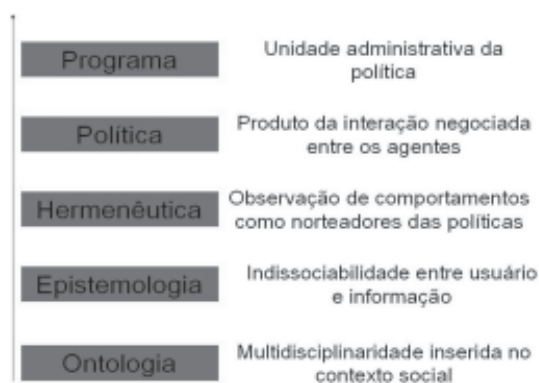 Programa
Unidade administrativa da
política
Política
Produto da interação negociada
entre os agentes
Hermenêutica
Observação de comportamentos
como norteadores das políticas
Epistemologia
Indissociabilidade entre usuário
e informação
Ontologia
Multidisciplinaridade inserida no
contexto social